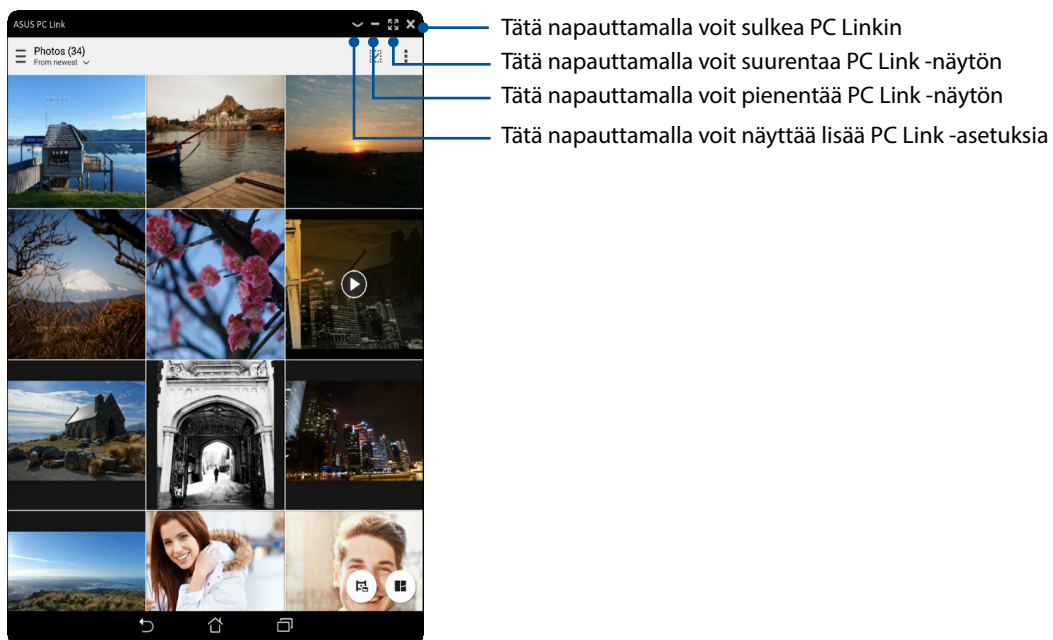 ASUS PC Link
Photos (34)
From newest
Tätä napauttamalla voit sulkea PC Linkin
Tätä napauttamalla voit suurentaa PC Link -näytön
Tätä napauttamalla voit pienentää PC Link -näytön
Tätä napauttamalla voit näyttää lisää PC Link -asetuksia